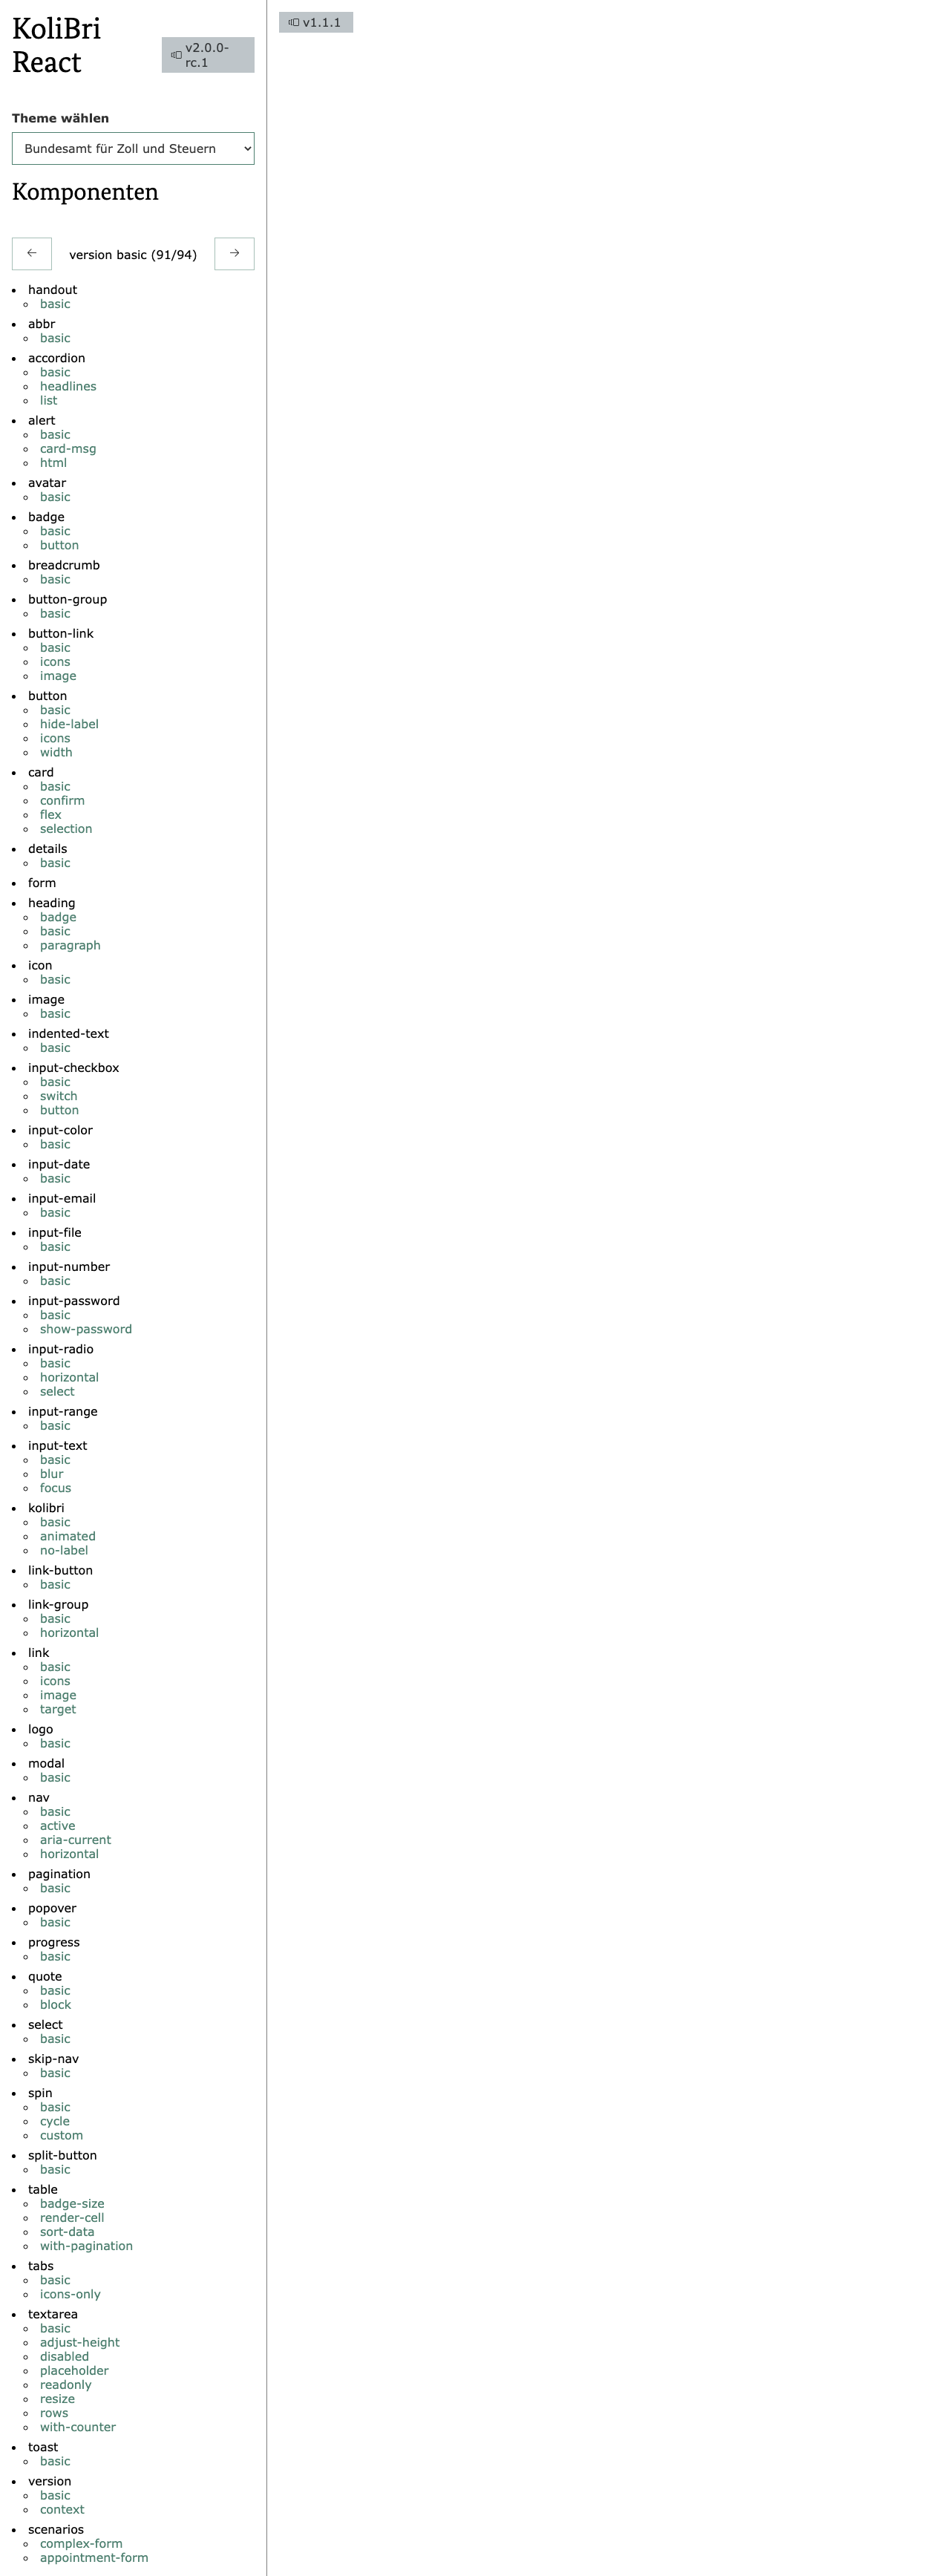 KoliBri
React
v2.0.0-
rc.1
Theme wählen
Bundesamt für Zoll und Steuern
Komponenten
← version basic (91/94) →
handout
basic
abbr
basic
accordion
basic
headlines
list
alert
basic
card-msg
html
avatar
basic
badge
basic
button
breadcrumb
basic
button-group
basic
button-link
basic
icons
image
button
basic
hide-label
icons
width
card
basic
confirm
flex
selection
details
basic
form
heading
badge
basic
paragraph
icon
basic
image
basic
indented-text
basic
input-checkbox
basic
switch
button
input-color
basic
input-date
basic
input-email
basic
input-file
basic
input-number
basic
input-password
basic
show-password
input-radio
basic
horizontal
select
input-range
basic
input-text
basic
blur
focus
kolibri
basic
animated
no-label
link-button
basic
link-group
basic
horizontal
link
basic
icons
image
target
logo
basic
modal
basic
nav
basic
active
aria-current
horizontal
pagination
basic
popover
basic
progress
basic
quote
basic
block
select
basic
skip-nav
basic
spin
basic
cycle
custom
split-button
basic
table
badge-size
render-cell
sort-data
with-pagination
tabs
basic
icons-only
textarea
basic
adjust-height
disabled
placeholder
readonly
resize
rows
with-counter
toast
basic
version
basic
context
scenarios
complex-form
appointment-form
v1.1.1